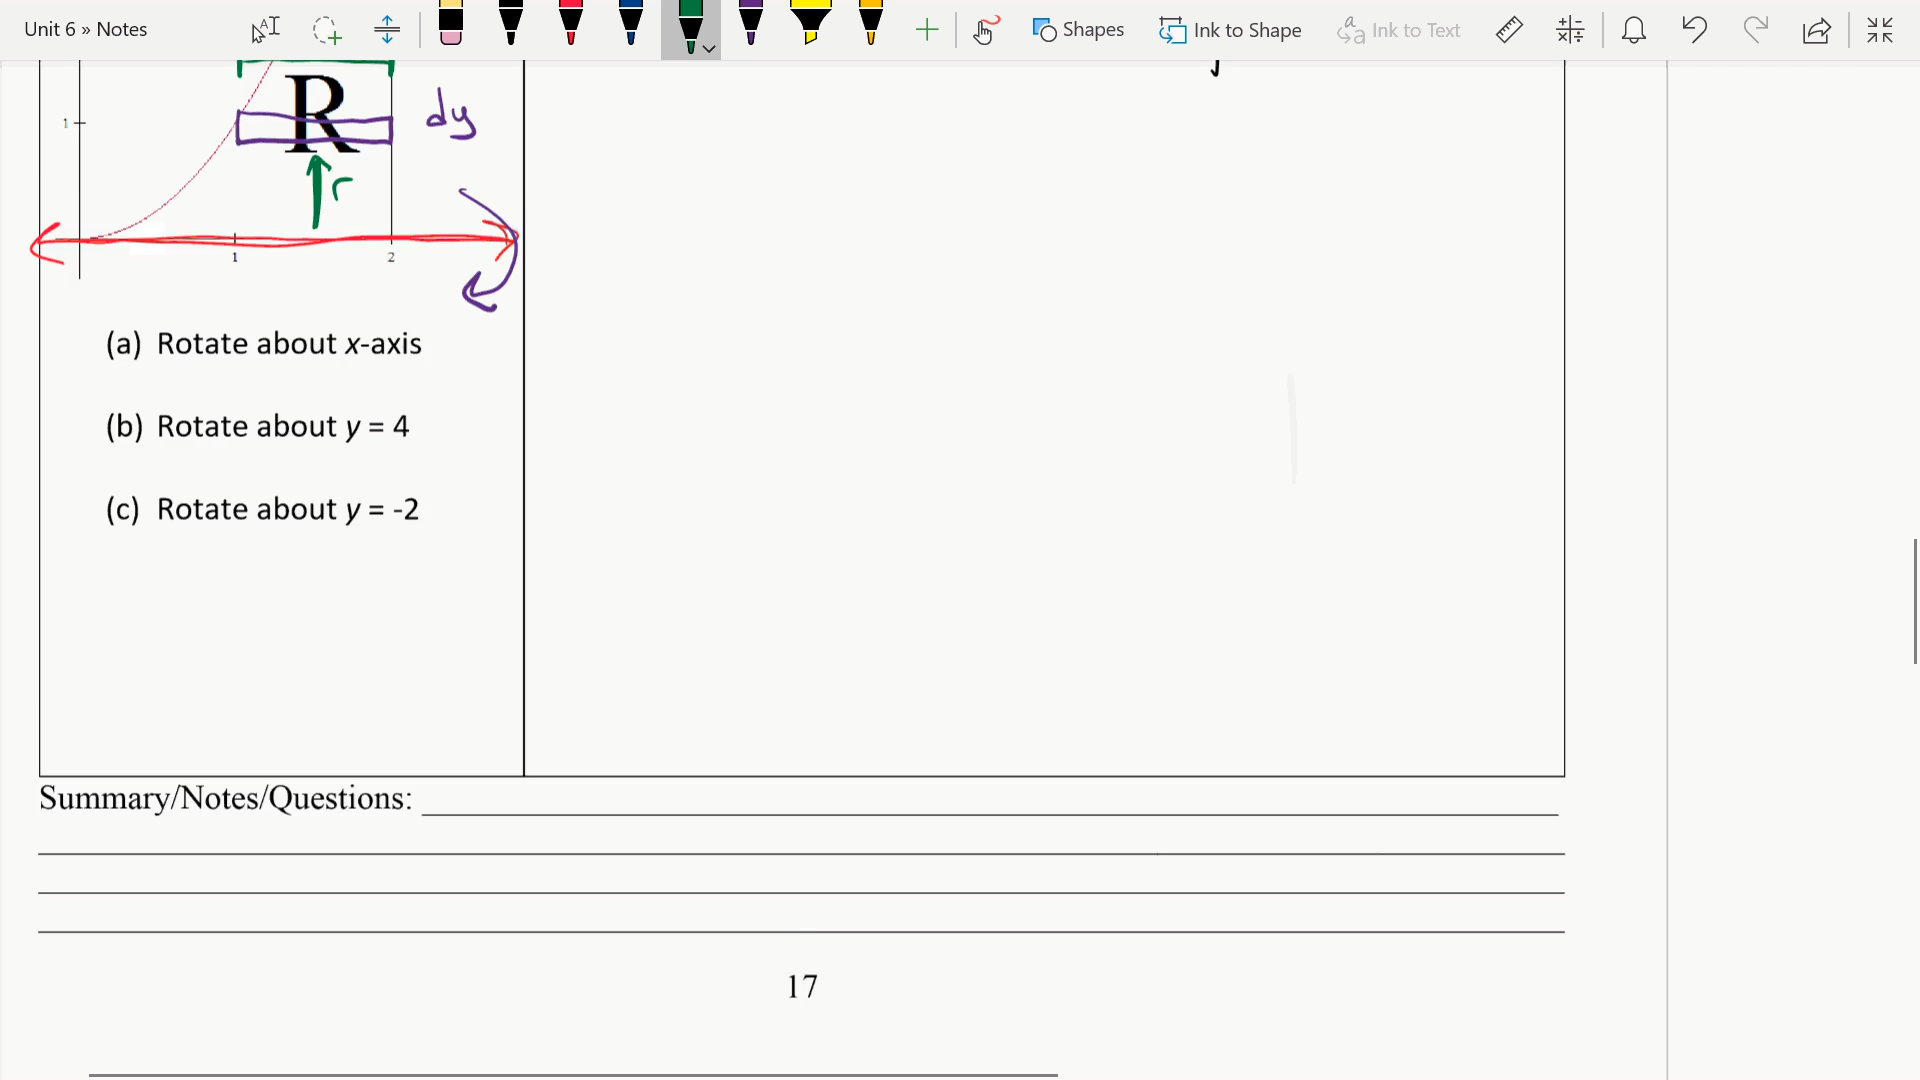 Unit 6 » Notes
Shapes
Ink to Shape
Ink to Text
R
dy
1
r
1 2
(a) Rotate about x-axis
(b) Rotate about y = 4
(c) Rotate about y = -2
Summary/Notes/Questions:
17